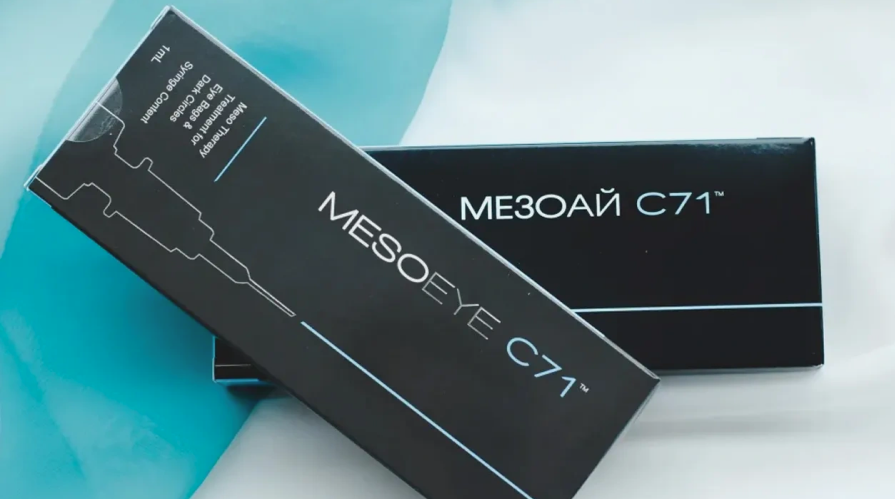 1mL
Meso Therapy
Treatment for
Eye Bags &
Dark Circles
Syringe Content
MESOEYE C71™
МЕЗОАЙ C71™